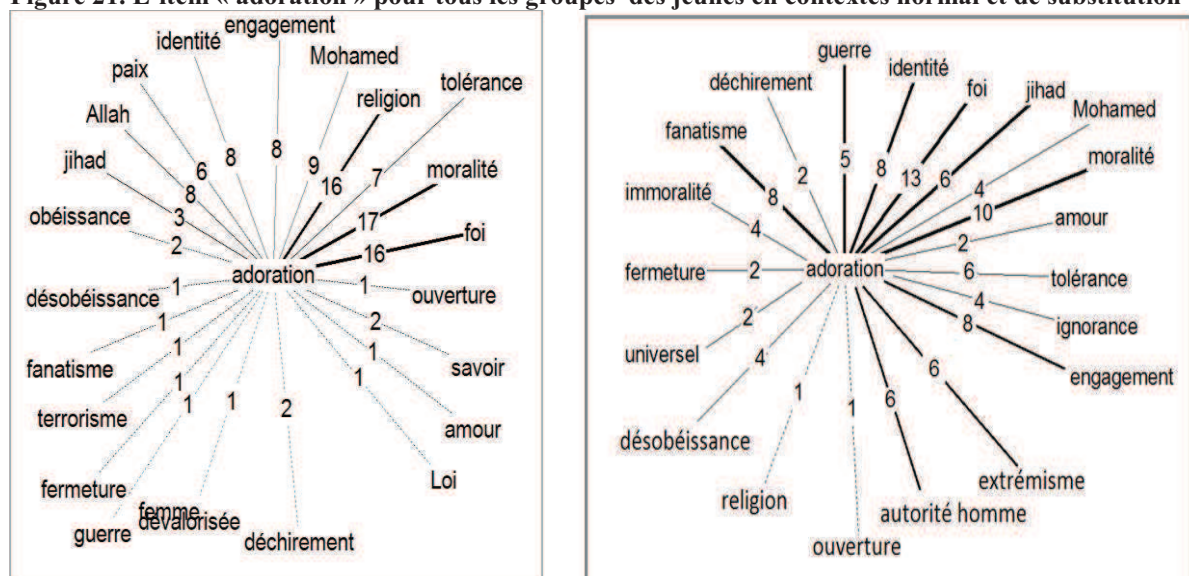 Figure 21: L'item « adoration » pour tous les groupes des jeunes en contextes normal et de substitution
engagement
identité
Mohamed
paix
religion
tolérance
Allah
moralité
jihad
foi
obéissance
adoration
désobéissance
ouverture
fanatisme
savoir
terrorisme
amour
fermeture
Loi
femme
dévalorisée
guerre
déchirement
8
8
9
6
16
7
8
17
3
16
2
1
1
1
2
1
1
1
1
1
1
2
guerre
identité
déchirement
foi
jihad
Mohamed
fanatisme
moralité
immoralité
amour
fermeture
adoration
tolérance
universel
ignorance
engagement
désobéissance
extrémisme
religion
autorité homme
ouverture
5
8
2
13
6
4
8
10
4
2
2
6
2
4
8
4
6
1
6
1